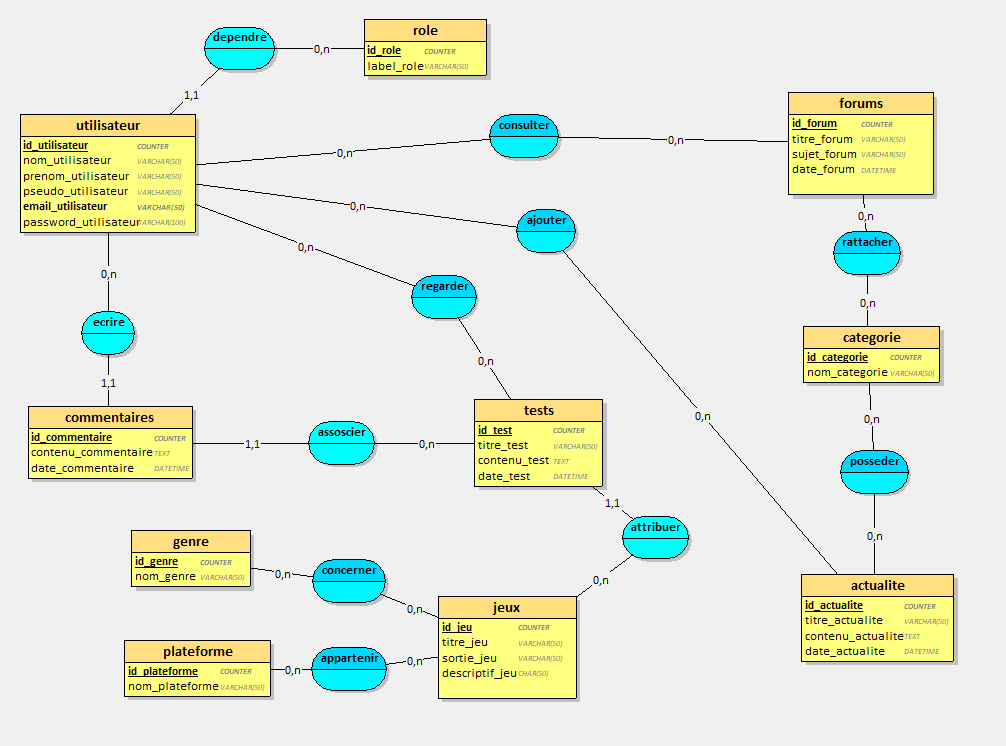 dependre
0,n
1,1
role
id_role COUNTER
label_role VARCHAR(50)
utilisateur
id_utilisateur COUNTER
nom_utilisateur VARCHAR(50)
prenom_utilisateur VARCHAR(50)
pseudo_utilisateur VARCHAR(50)
email_utilisateur VARCHAR(50)
password_utilisateur VARCHAR(100)
0,n
consulter
0,n
forums
id_forum COUNTER
titre_forum VARCHAR(50)
sujet_forum VARCHAR(50)
date_forum DATETIME
0,n
ajouter
0,n
0,n
rattacher
0,n
0,n
regarder
0,n
0,n
ecrire
1,1
categorie
id_categorie COUNTER
nom_categorie VARCHAR(50)
commentaires
id_commentaire COUNTER
contenu_commentaire TEXT
date_commentaire DATETIME
1,1
assoscier
0,n
tests
id_test COUNTER
titre_test VARCHAR(50)
contenu_test TEXT
date_test DATETIME
0,n
0,n
posseder
0,n
1,1
attribuer
0,n
genre
id_genre COUNTER
nom_genre VARCHAR(50)
0,n
concerner
0,n
jeux
id_jeu COUNTER
titre_jeu VARCHAR(50)
sortie_jeu VARCHAR(50)
descriptif_jeu CHAR(50)
plateforme
id_plateforme COUNTER
nom_plateforme VARCHAR(50)
0,n
appartenir
0,n
actualite
id_actualite COUNTER
titre_actualite VARCHAR(50)
contenu_actualite TEXT
date_actualite DATETIME